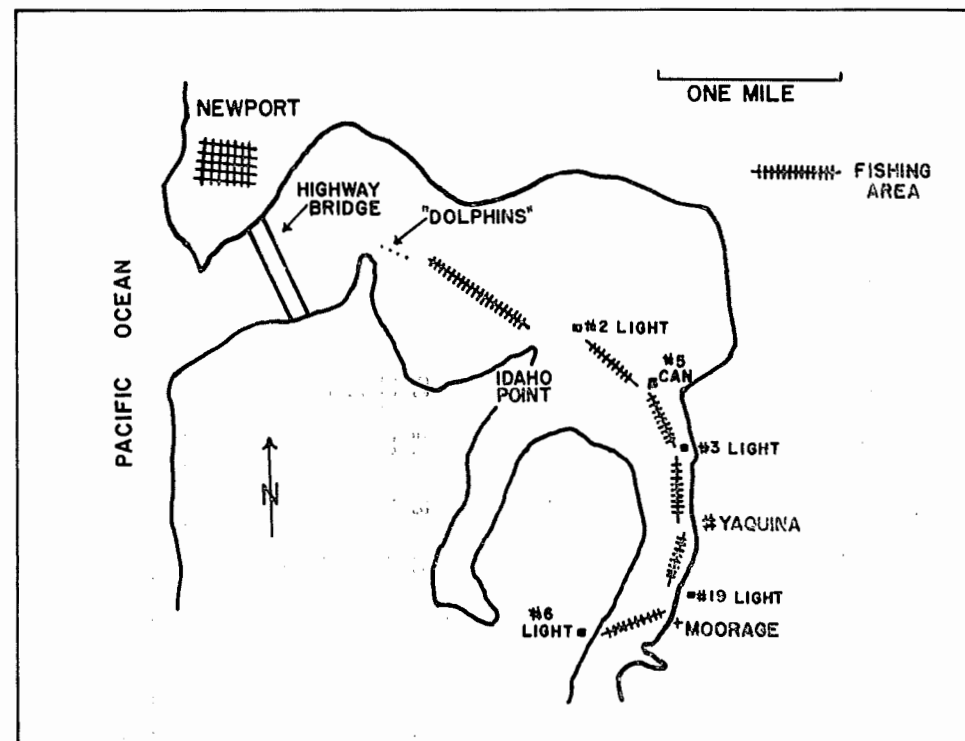 ONE MILE
NEWPORT
FISHING
AREA
HIGHWAY
BRIDGE
"DOLPHINS"
PACIFIC OCEAN
#2 LIGHT
#5
CAN
IDAHO
POINT
#3 LIGHT
N
#YAQUINA
#19 LIGHT
#6
LIGHT
+MOORAGE